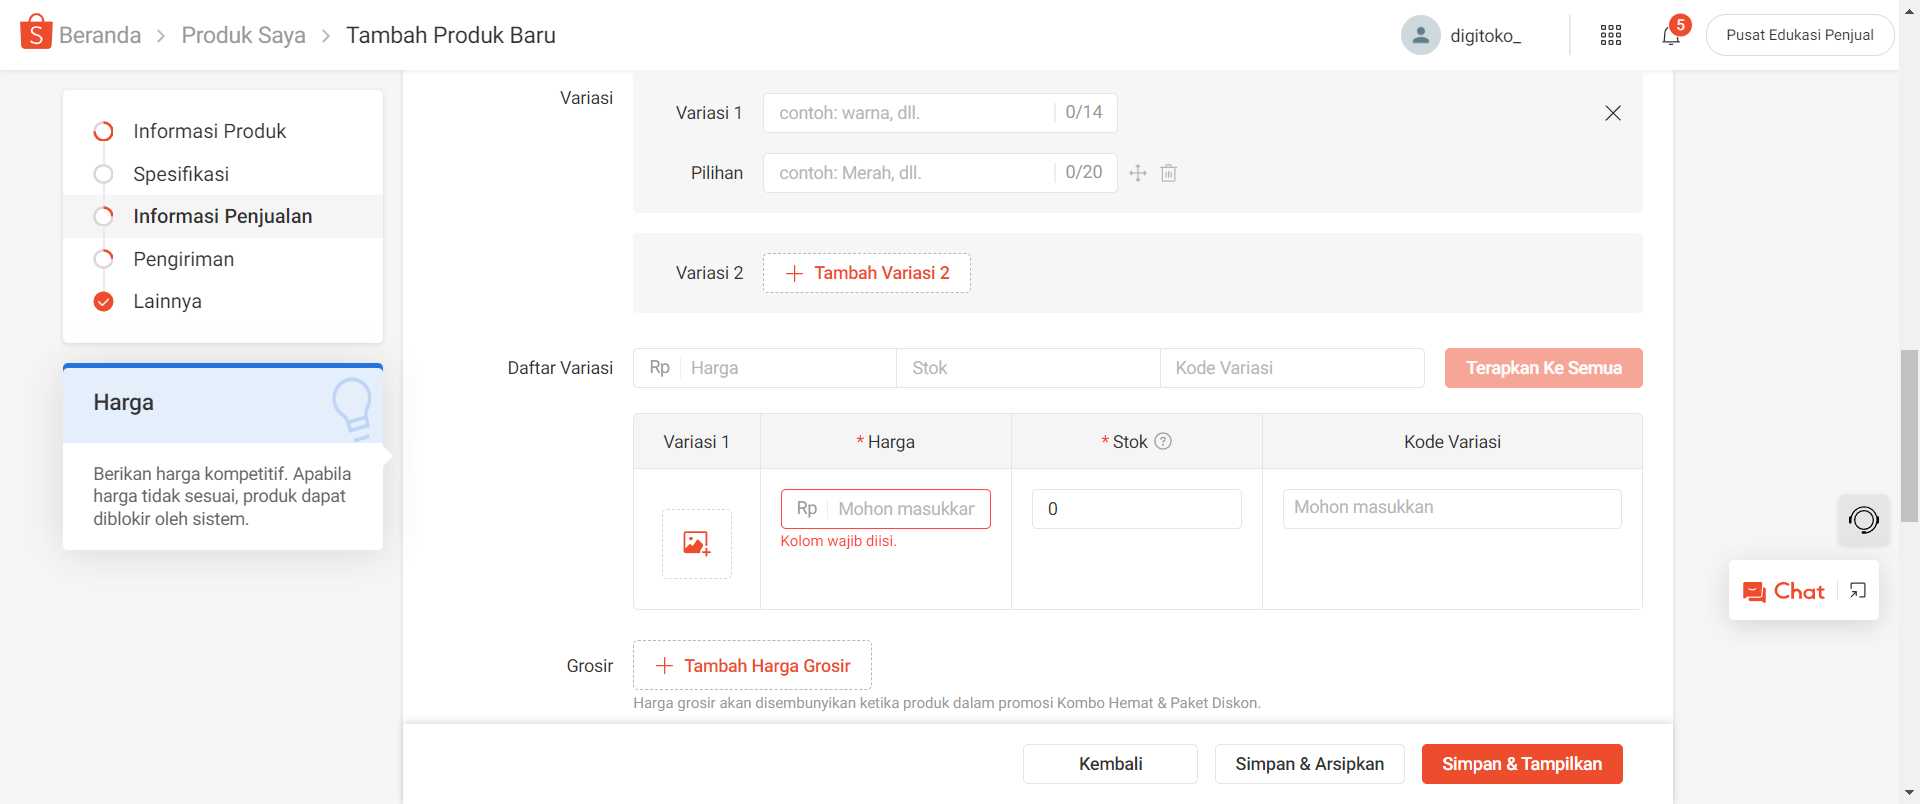 Beranda > Produk Saya > Tambah Produk Baru
digitoko_
5
Pusat Edukasi Penjual
Informasi Produk
Spesifikasi
Informasi Penjualan
Pengiriman
Lainnya
Harga
Berikan harga kompetitif. Apabila
harga tidak sesuai, produk dapat
diblokir oleh sistem.
Variasi
Variasi 1
contoh: warna, dll.
0/14
Pilihan
contoh: Merah, dll.
0/20
Variasi 2
Tambah Variasi 2
Daftar Variasi
Rp
Harga
Stok
Kode Variasi
Terapkan Ke Semua
Variasi 1
* Harga
* Stok ?
Kode Variasi
Rp
Mohon masukkar
Kolom wajib diisi.
0
Mohon masukkan
Grosir
Tambah Harga Grosir
Harga grosir akan disembunyikan ketika produk dalam promosi Kombo Hemat & Paket Diskon.
Kembali
Simpan & Arsipkan
Simpan & Tampilkan
Chat